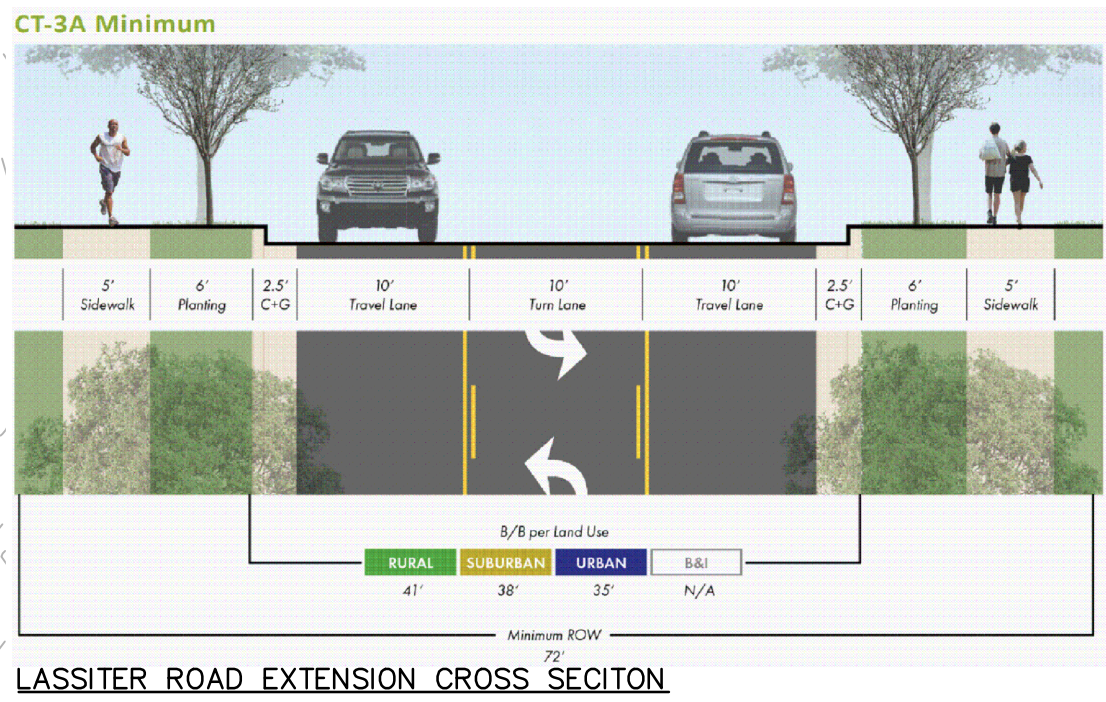 CT-3A Minimum
5' 6' 2.5' 10' 10' 10' 2.5' 6' 5'
Sidewalk Planting C+G Travel Lane Turn Lane Travel Lane C+G Planting Sidewalk
B/B per Land Use
RURAL SUBURBAN URBAN B&I
41' 38' 35' N/A
Minimum ROW
72'
LASSITER ROAD EXTENSION CROSS SECITON